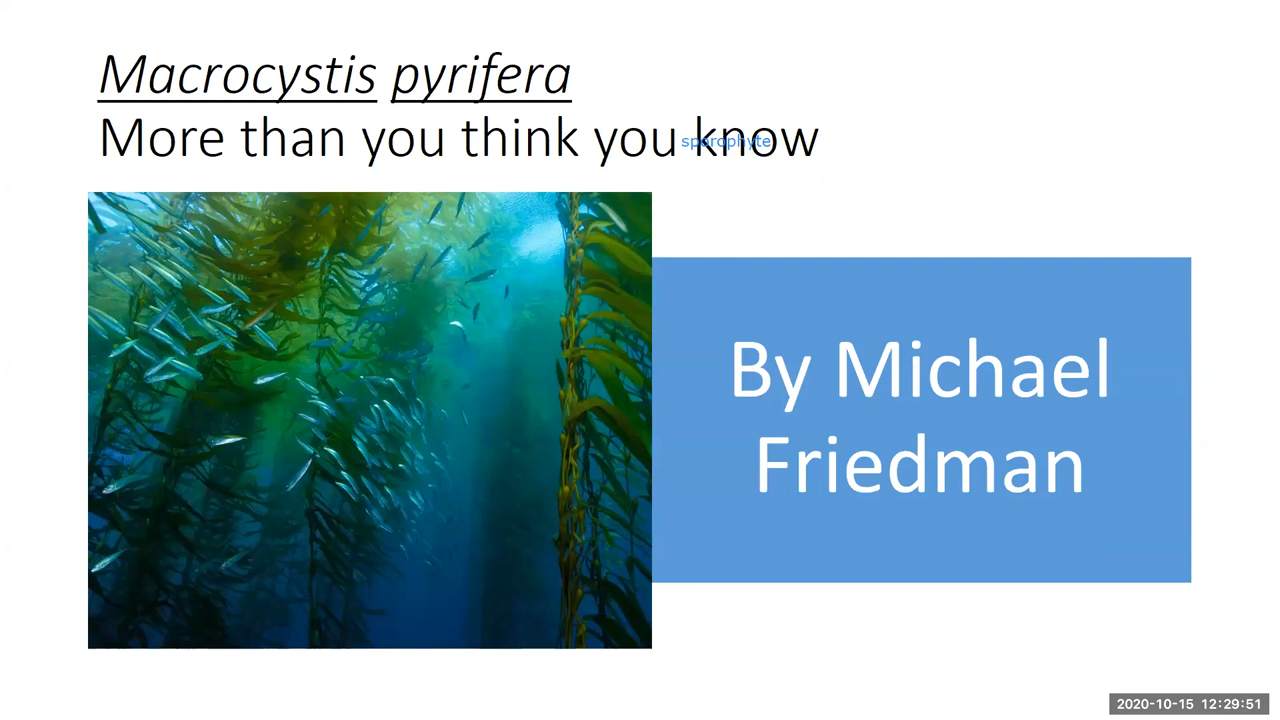 Macrocystis pyrifera
More than you think you know
sporophyte
By Michael
Friedman
2020-10-15 12:29:51